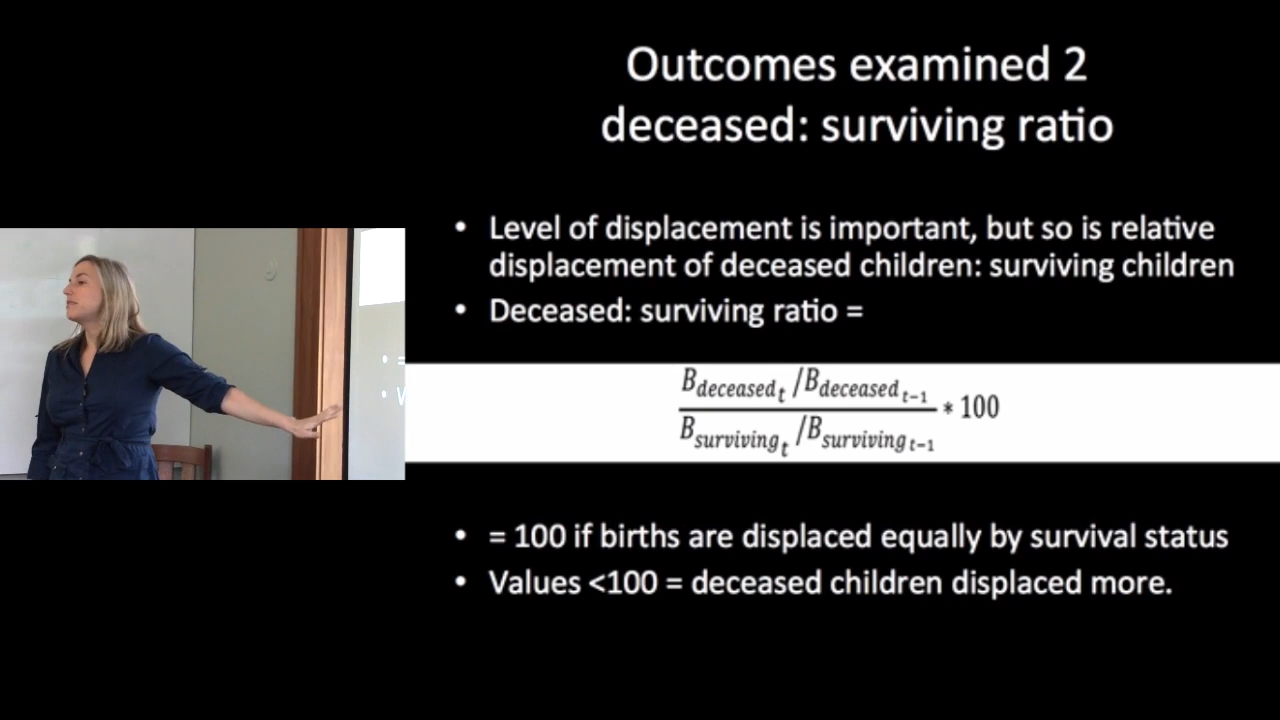 Outcomes examined 2
deceased: surviving ratio
• Level of displacement is important, but so is relative
displacement of deceased children: surviving children
• Deceased: surviving ratio =
B_deceased_t / B_deceased_t−1
B_surviving_t / B_surviving_t−1
∗ 100
• = 100 if births are displaced equally by survival status
• Values <100 = deceased children displaced more.